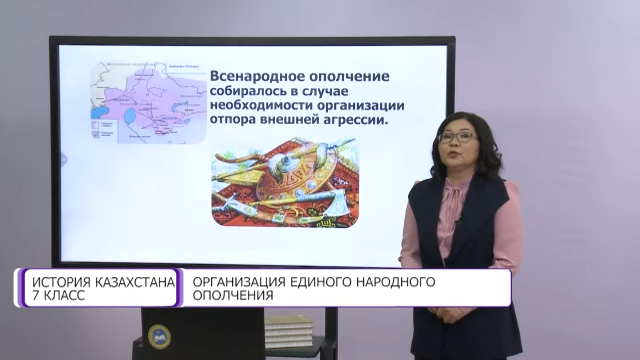 Всенародное ополчение
собиралось в случае
необходимости организации
отпора внешней агрессии.
ИСТОРИЯ КАЗАХСТАНА
7 КЛАСС
ОРГАНИЗАЦИЯ ЕДИНОГО НАРОДНОГО
ОПОЛЧЕНИЯ